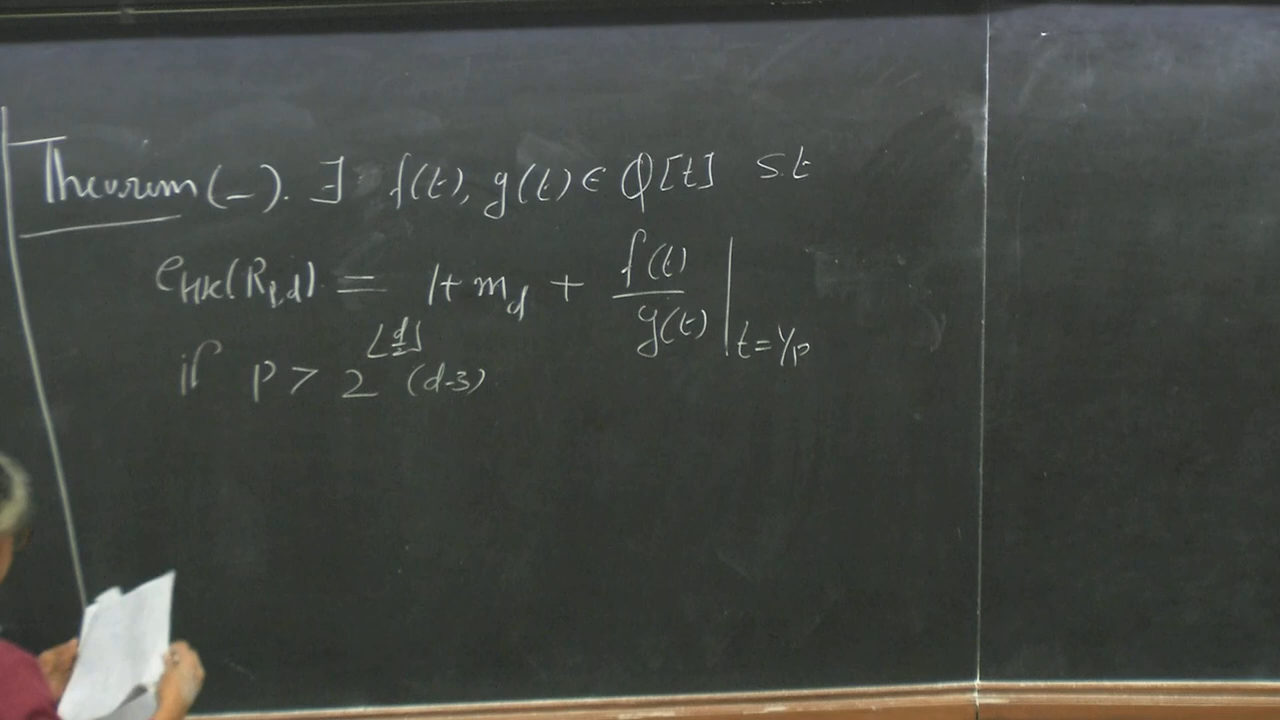 Theorem (–). ∃ f(t), g(t) ∈ Q[t] s.t
e_HK(R_{p,d}) = 1 + m_d + f(t)/g(t) |_{t=1/p}
if p > 2^{⌊d/2⌋} (d-3)